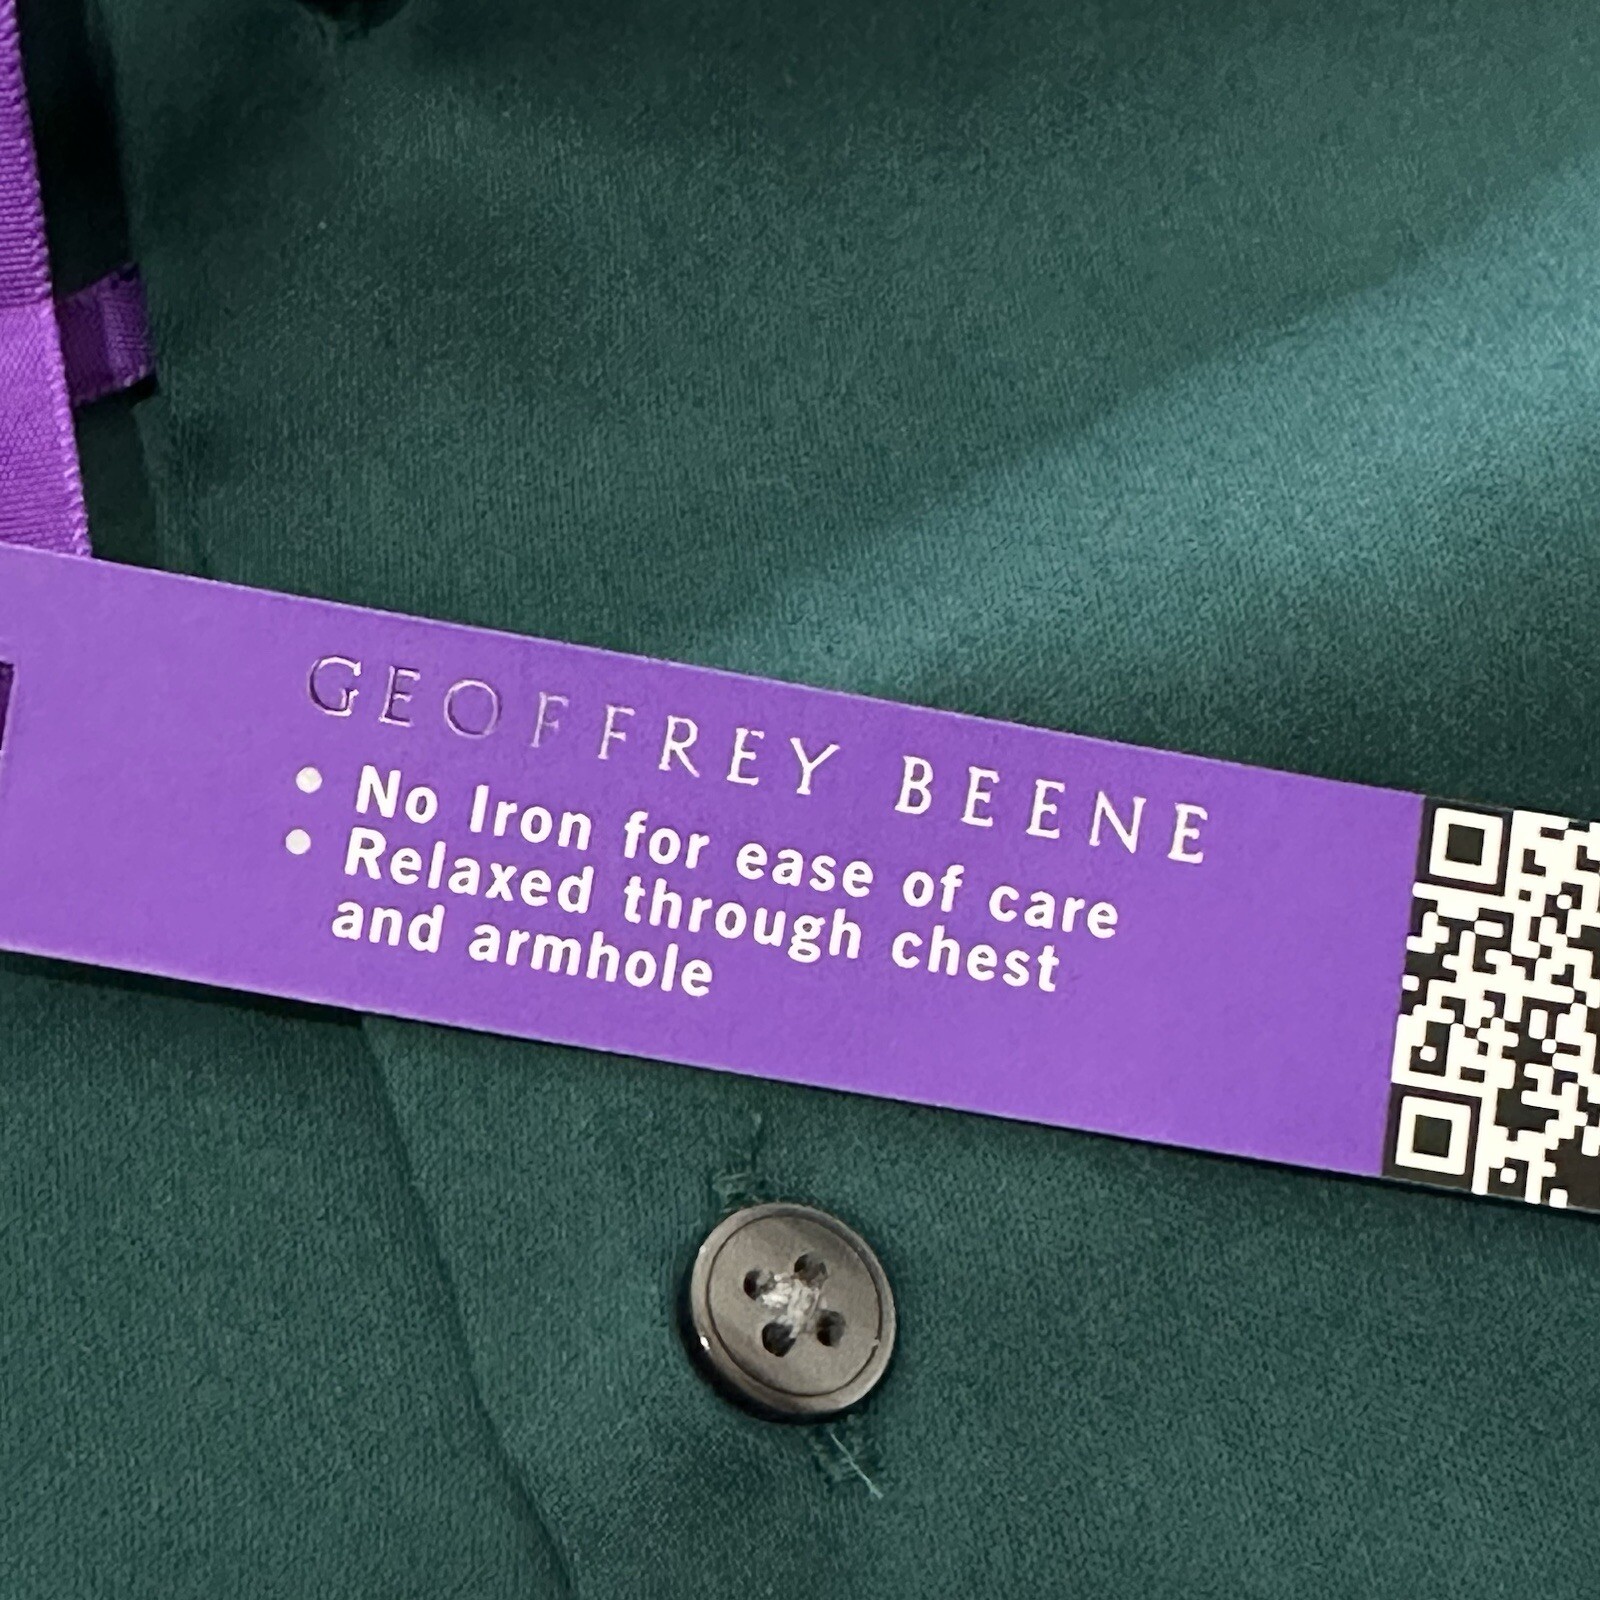 GEOFFREY BEENE
• No Iron for ease of care
• Relaxed through chest
and armhole